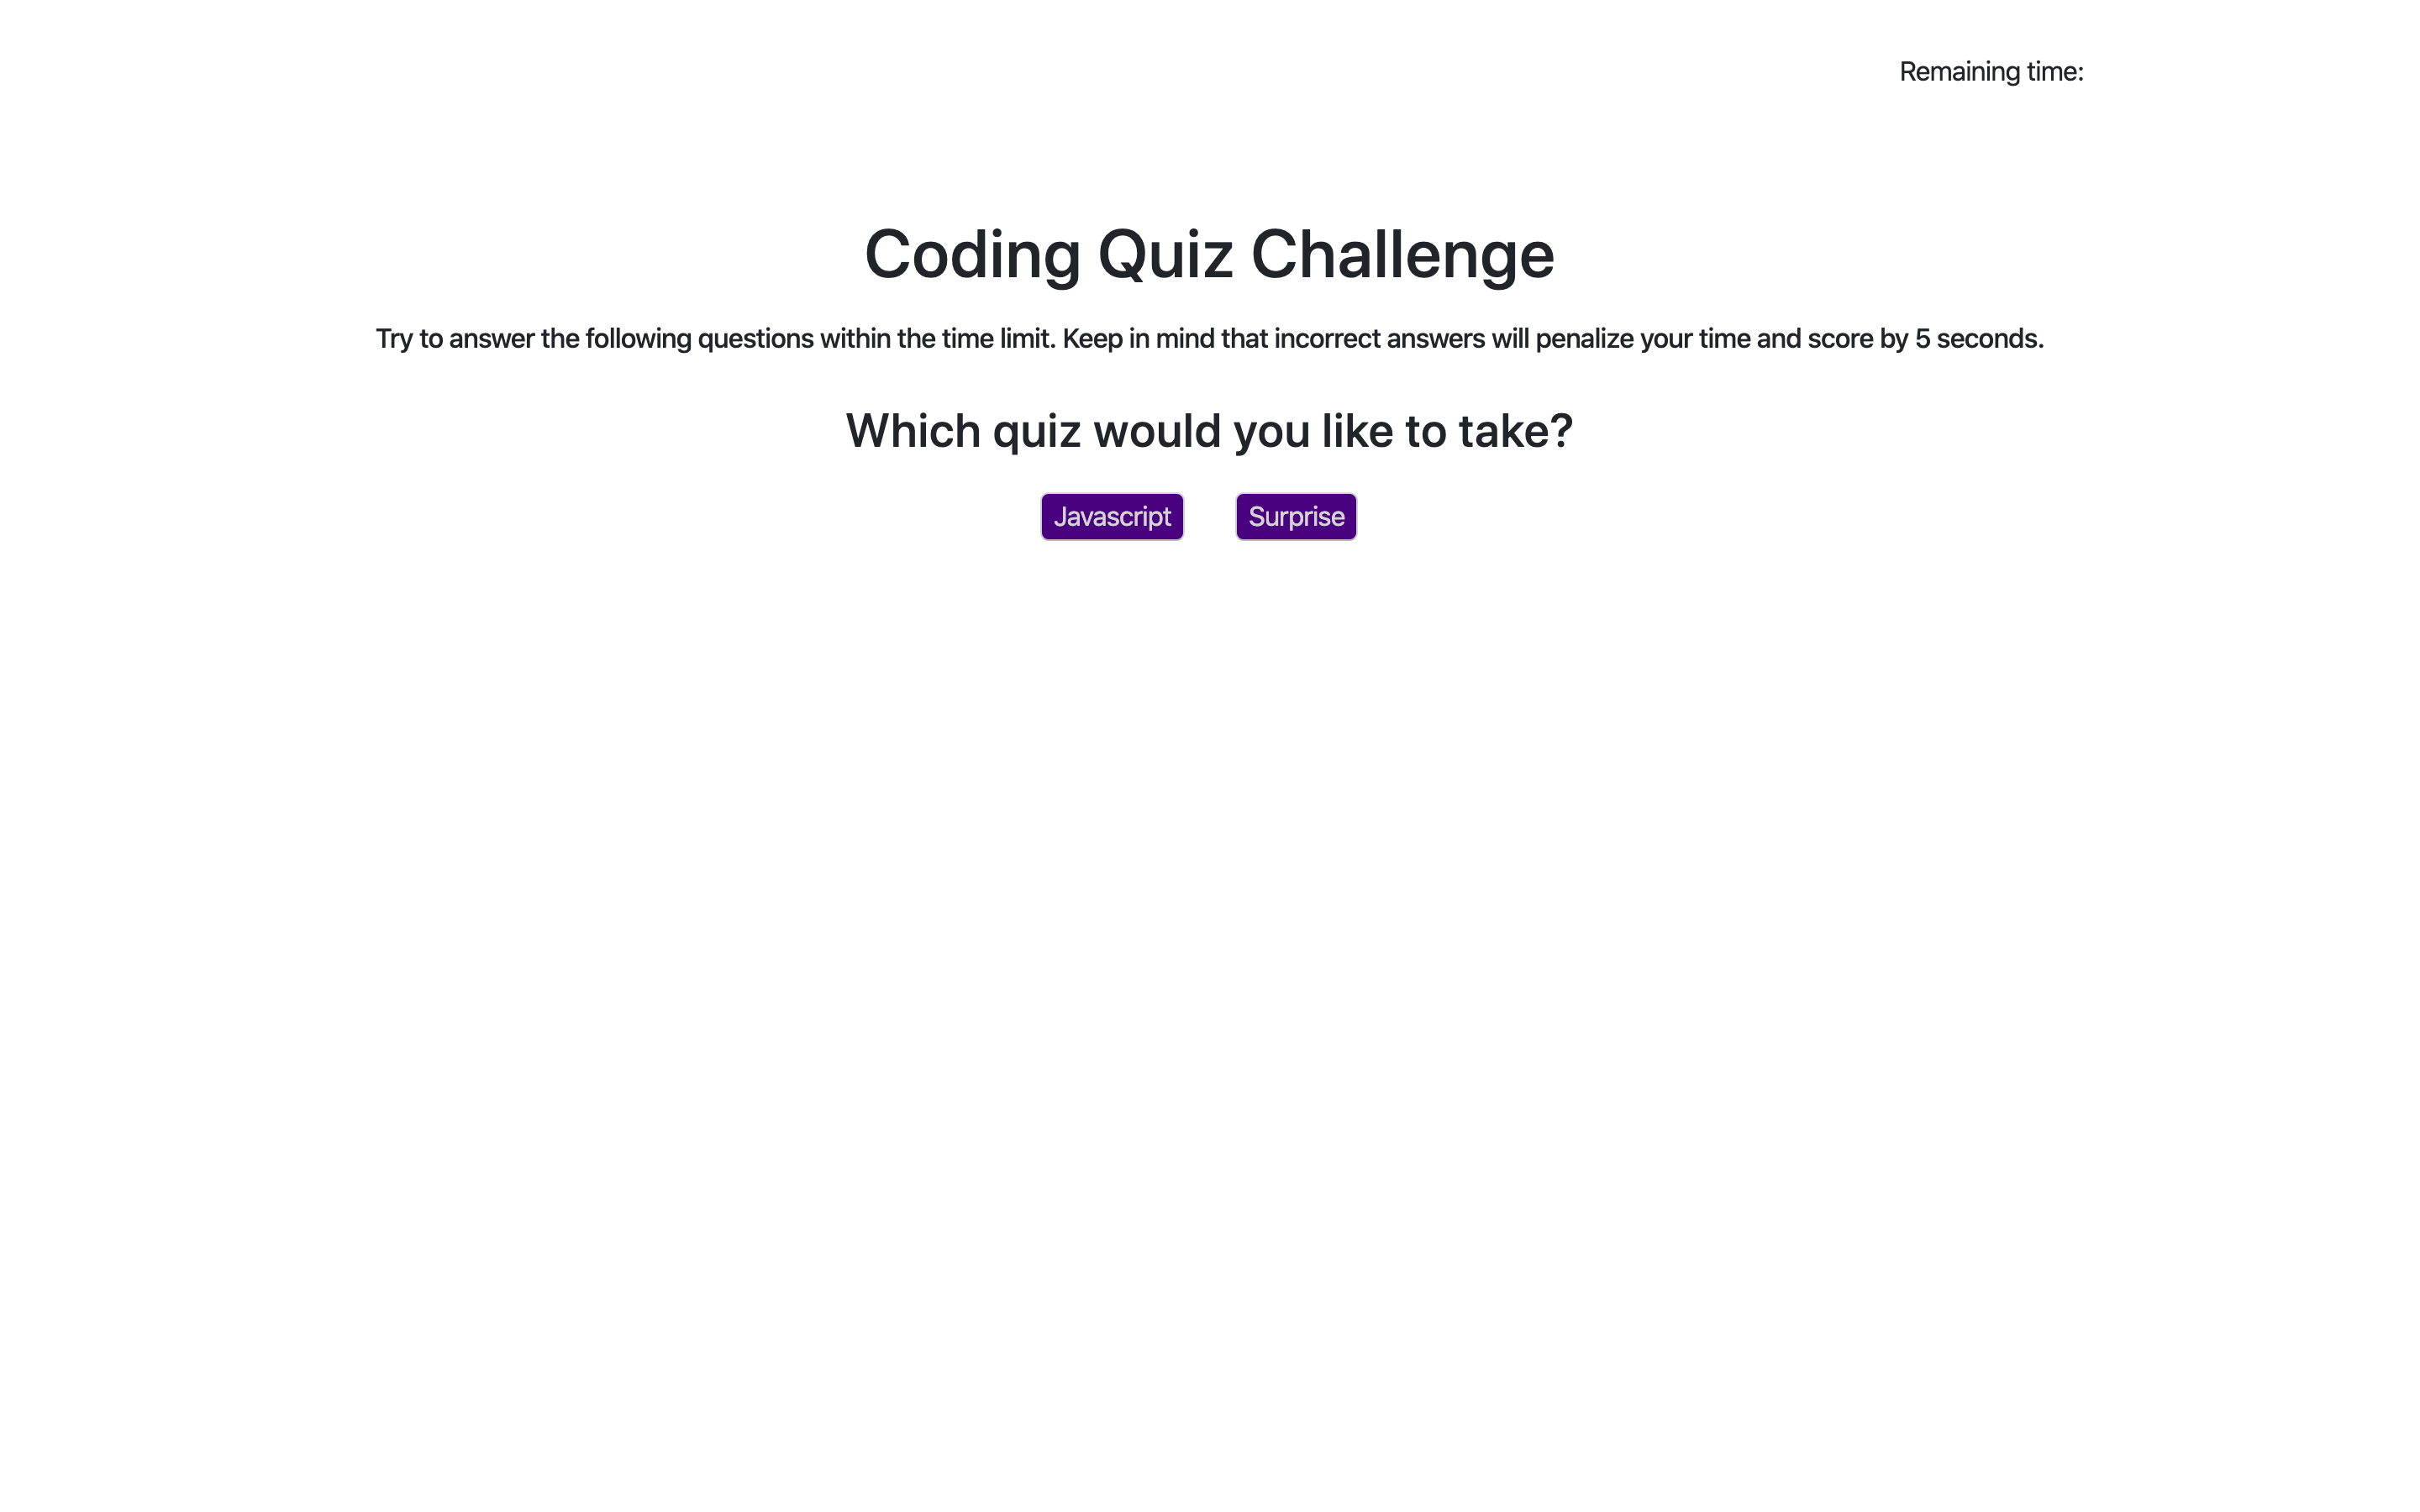 Remaining time:
Coding Quiz Challenge
Try to answer the following questions within the time limit. Keep in mind that incorrect answers will penalize your time and score by 5 seconds.
Which quiz would you like to take?
Javascript Surprise